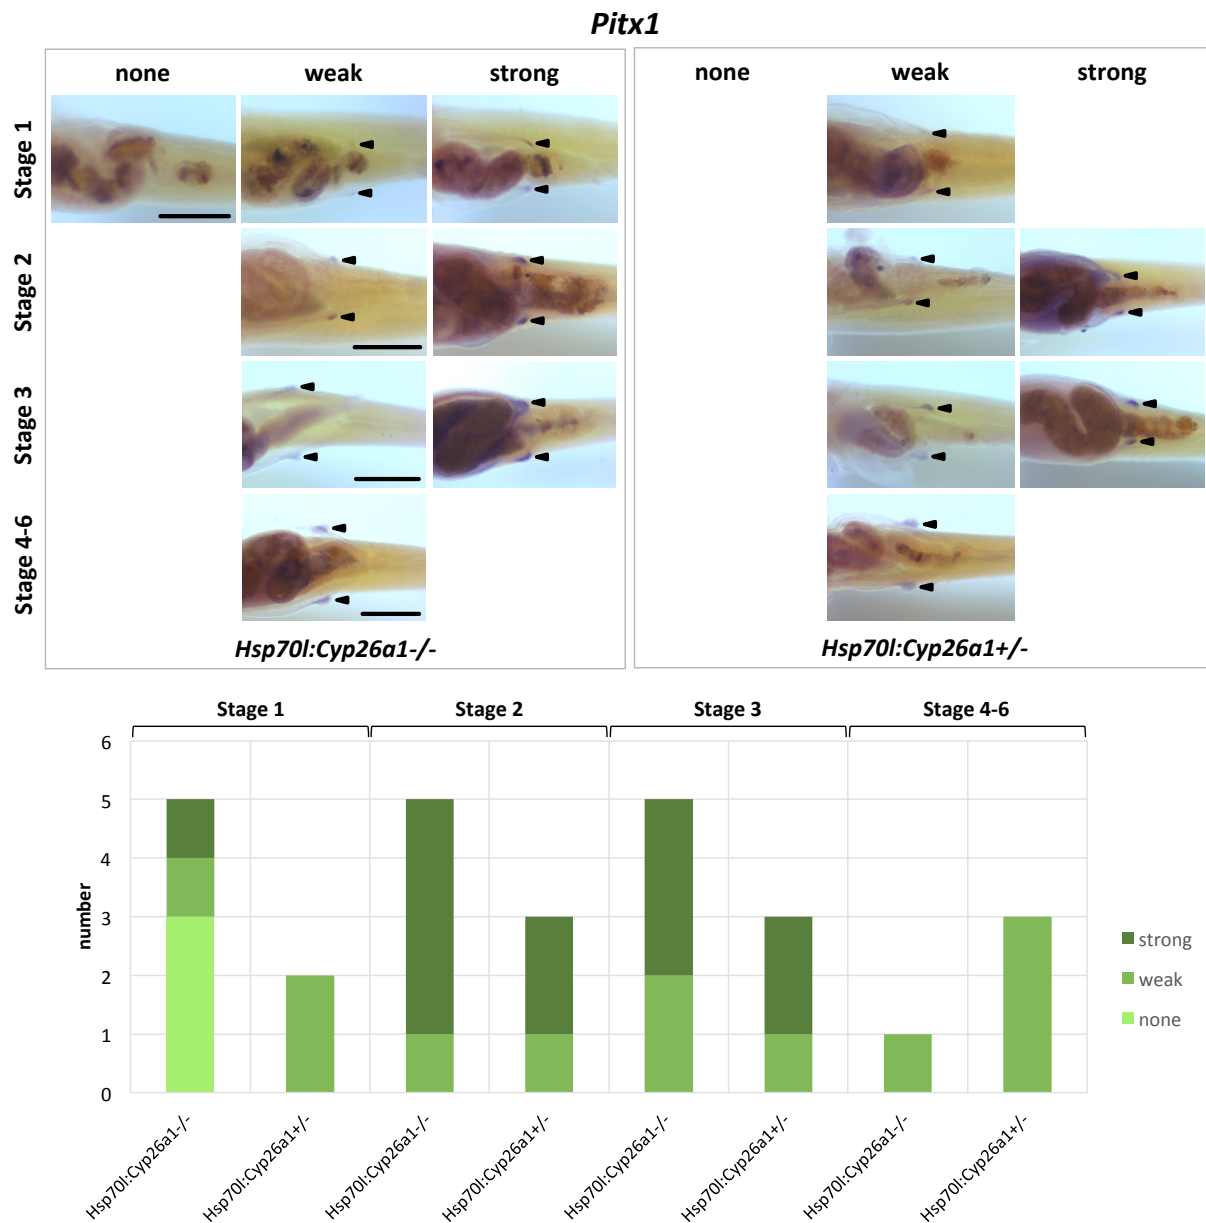 Pitx1
none weak strong none weak strong
Stage 1
Stage 2
Stage 3
Stage 4-6
Hsp70l:Cyp26a1-/- Hsp70l:Cyp26a1+/-
Stage 1 Stage 2 Stage 3 Stage 4-6
6
5
4
3
2
1
0
number
strong
weak
none
Hsp70l:Cyp26a1-/-
Hsp70l:Cyp26a1+/-
Hsp70l:Cyp26a1-/-
Hsp70l:Cyp26a1+/-
Hsp70l:Cyp26a1-/-
Hsp70l:Cyp26a1+/-
Hsp70l:Cyp26a1-/-
Hsp70l:Cyp26a1+/-